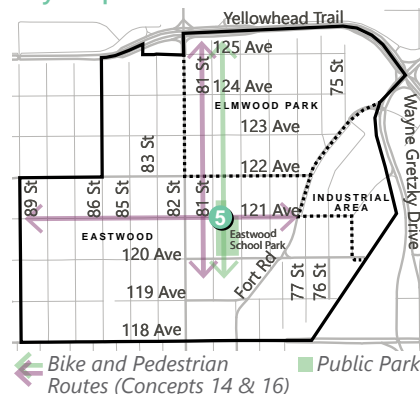 Yellowhead Trail
125 Ave
81 St
75 St
124 Ave
ELMWOOD PARK
123 Ave
Wayne Gretzky Drive
83 St
122 Ave
89 St
86 St
85 St
82 St
81 St
121 Ave
INDUSTRIAL
AREA
5
EASTWOOD
Eastwood
School Park
120 Ave
Fort Rd
77 St
76 St
119 Ave
118 Ave
Bike and Pedestrian
Routes (Concepts 14 & 16)
Public Park